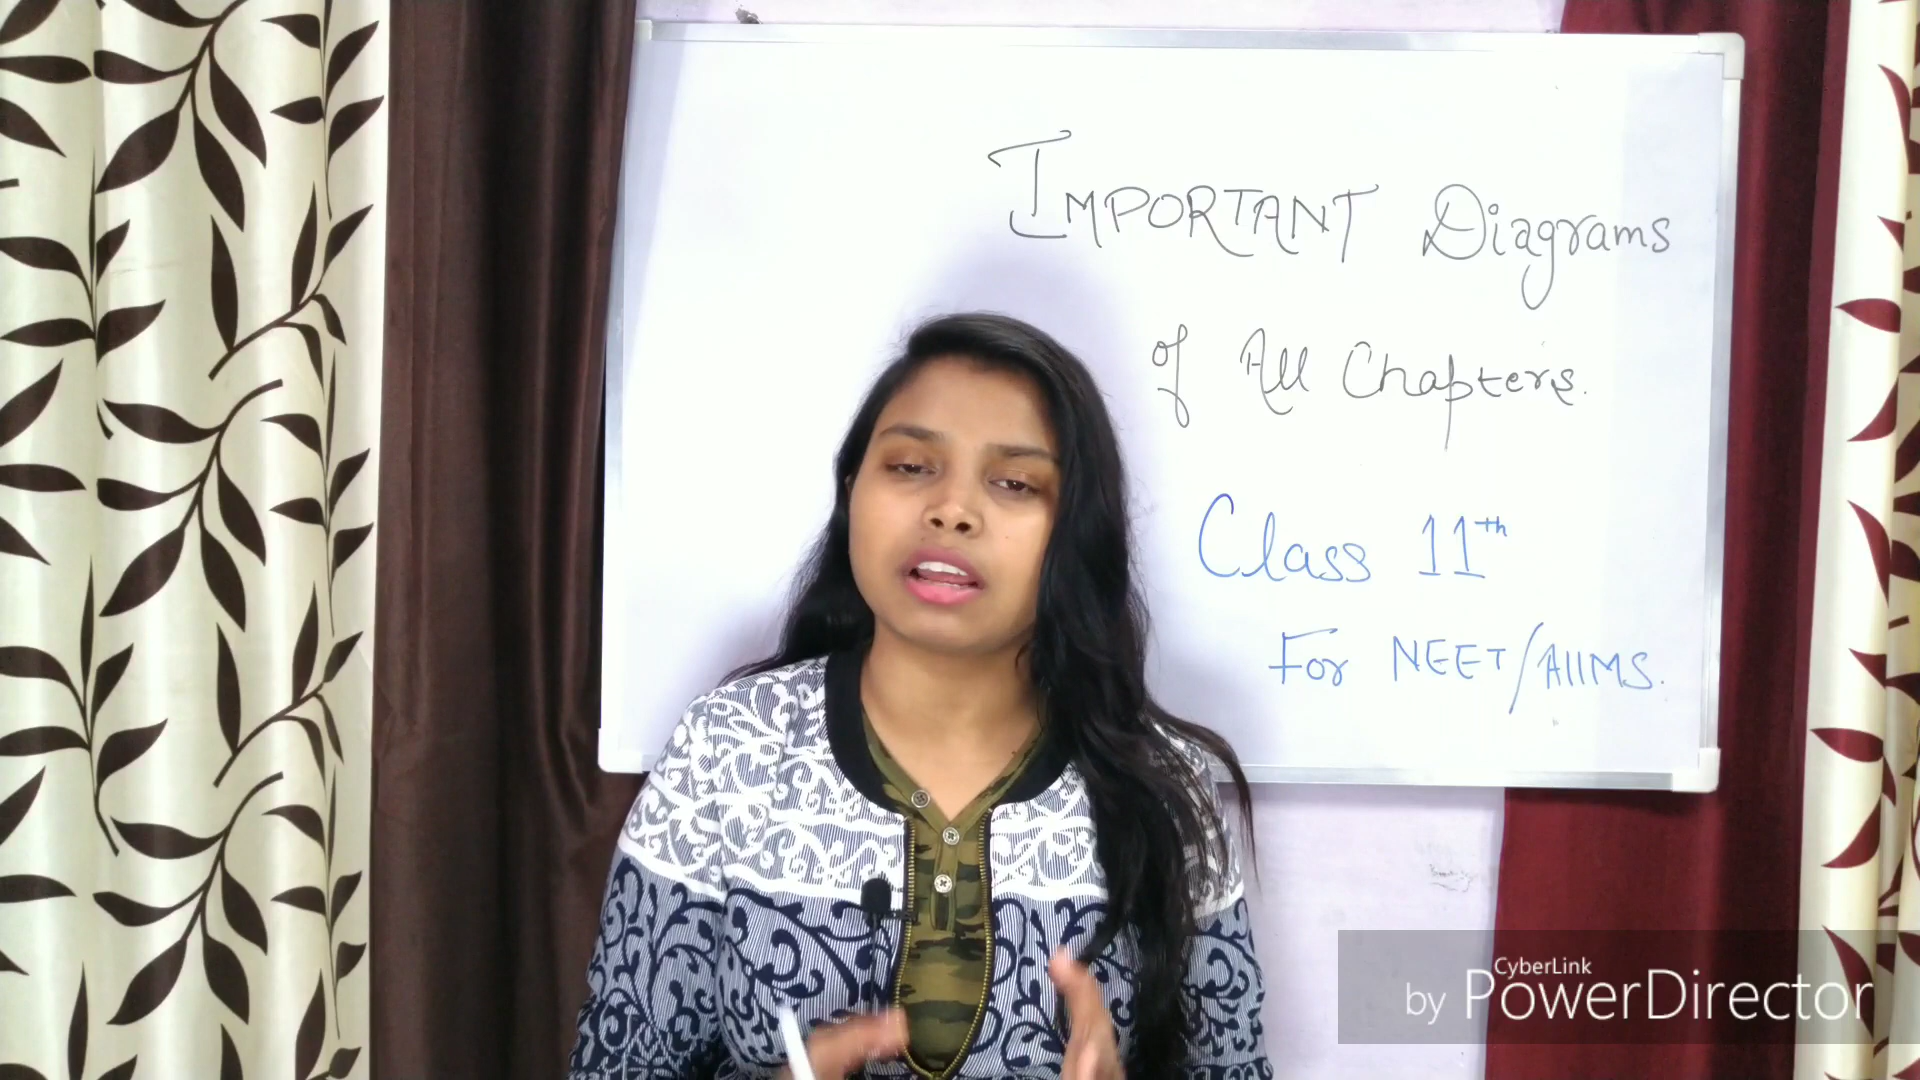 IMPORTANT Diagrams
of All Chapters.
Class 11th
For NEET/AIIMS.
CyberLink
by PowerDirector